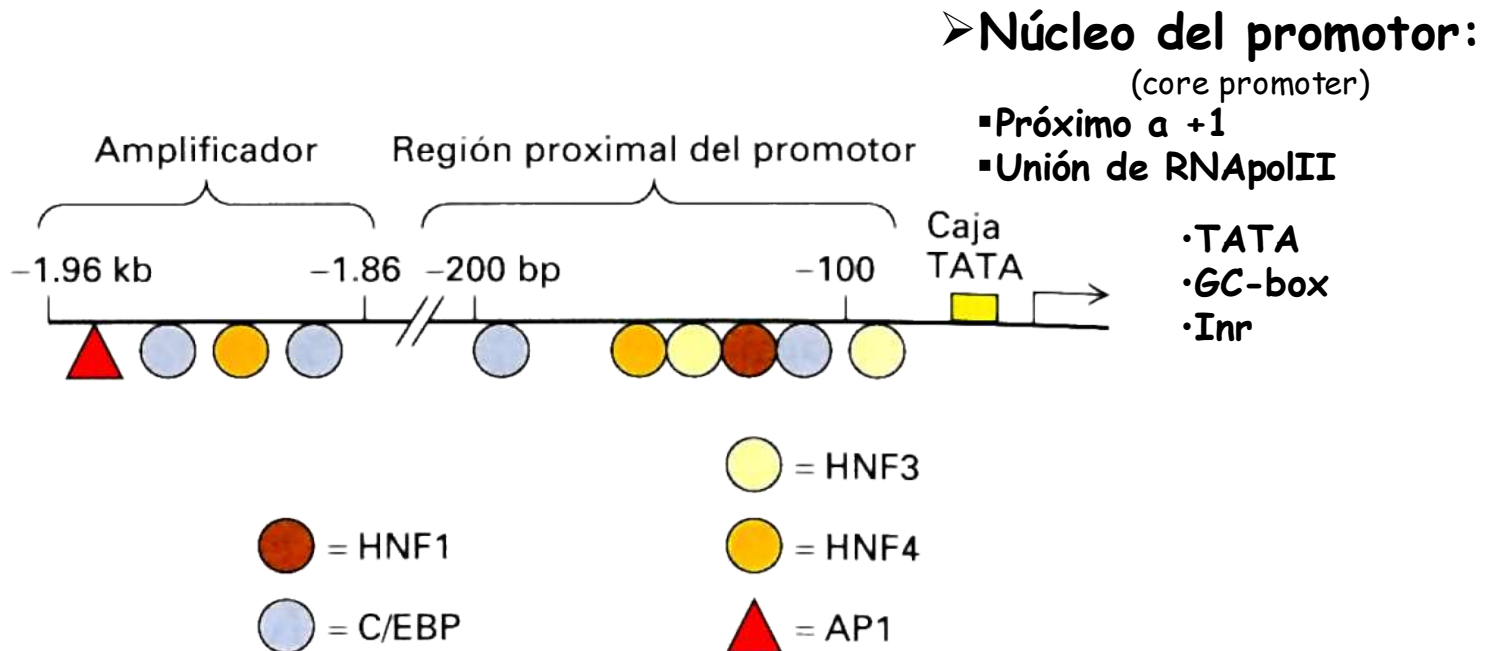 ➢Núcleo del promotor:
(core promoter)
▪Próximo a +1
▪Unión de RNApolII
•TATA
•GC-box
•Inr
Amplificador
Región proximal del promotor
Caja
TATA
−1.96 kb
−1.86
−200 bp
−100
= HNF3
= HNF1
= HNF4
= C/EBP
= AP1